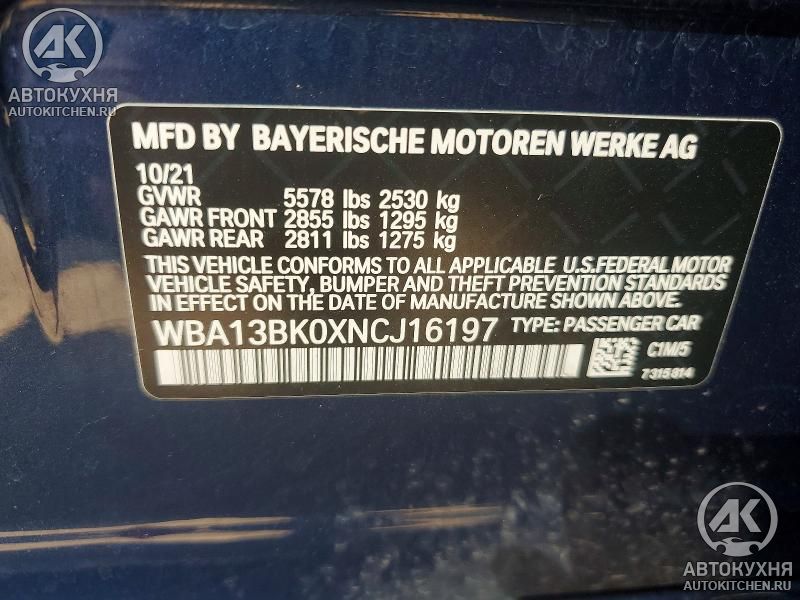 AK
АВТОКУХНЯ
AUTOKITCHEN.RU
MFD BY BAYERISCHE MOTOREN WERKE AG
10/21
GVWR 5578 lbs 2530 kg
GAWR FRONT 2855 lbs 1295 kg
GAWR REAR 2811 lbs 1275 kg
THIS VEHICLE CONFORMS TO ALL APPLICABLE U.S.FEDERAL MOTOR
VEHICLE SAFETY, BUMPER AND THEFT PREVENTION STANDARDS
IN EFFECT ON THE DATE OF MANUFACTURE SHOWN ABOVE.
WBA13BK0XNCJ16197 TYPE: PASSENGER CAR
C1M/5
7315814
AK
АВТОКУХНЯ
AUTOKITCHEN.RU